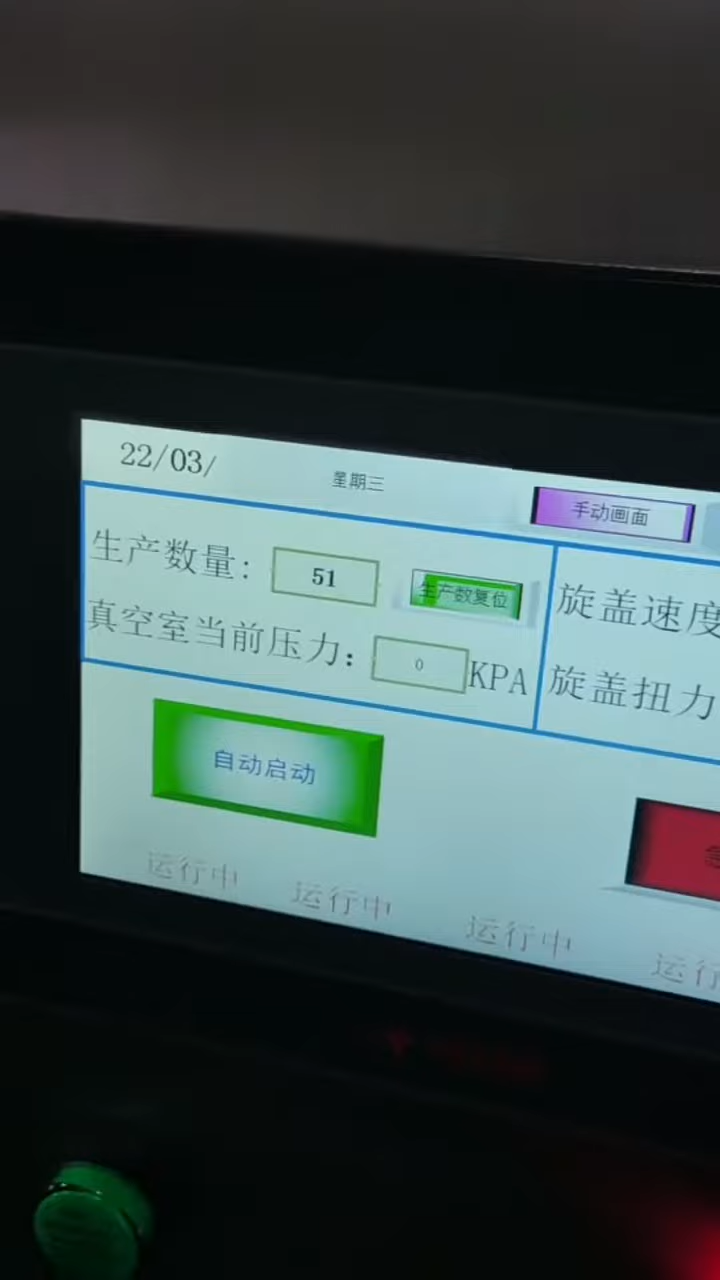 22/03/ 星期三 手动画面
生产数量: 51 生产数复位 旋盖速度
真空室当前压力: 0 KPA 旋盖扭力
自动启动
运行中 运行中 运行中 运行